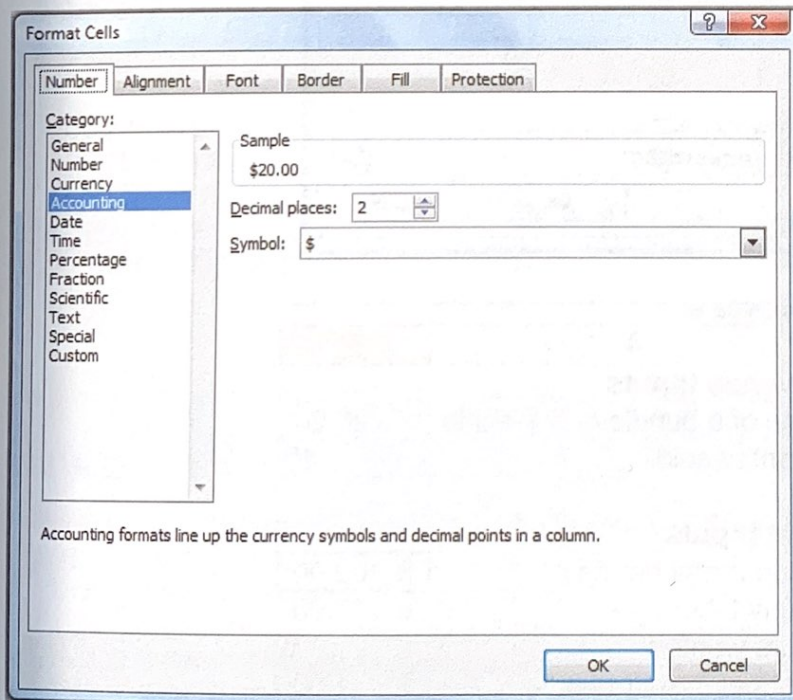 Format Cells
Number Alignment Font Border Fill Protection
Category:
General
Number
Currency
Accounting
Date
Time
Percentage
Fraction
Scientific
Text
Special
Custom
Sample
$20.00
Decimal places: 2
Symbol: $
Accounting formats line up the currency symbols and decimal points in a column.
OK Cancel